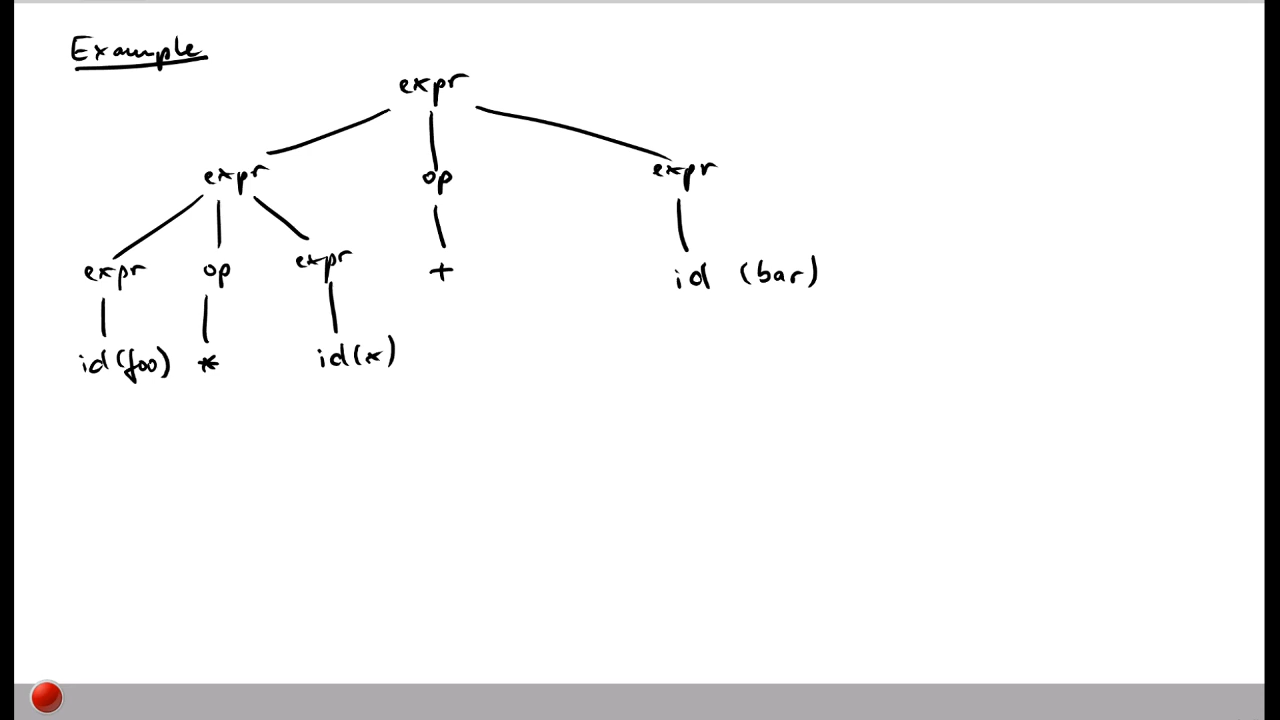 Example
expr
expr op expr
expr op expr + id (bar)
id(foo) * id(x)